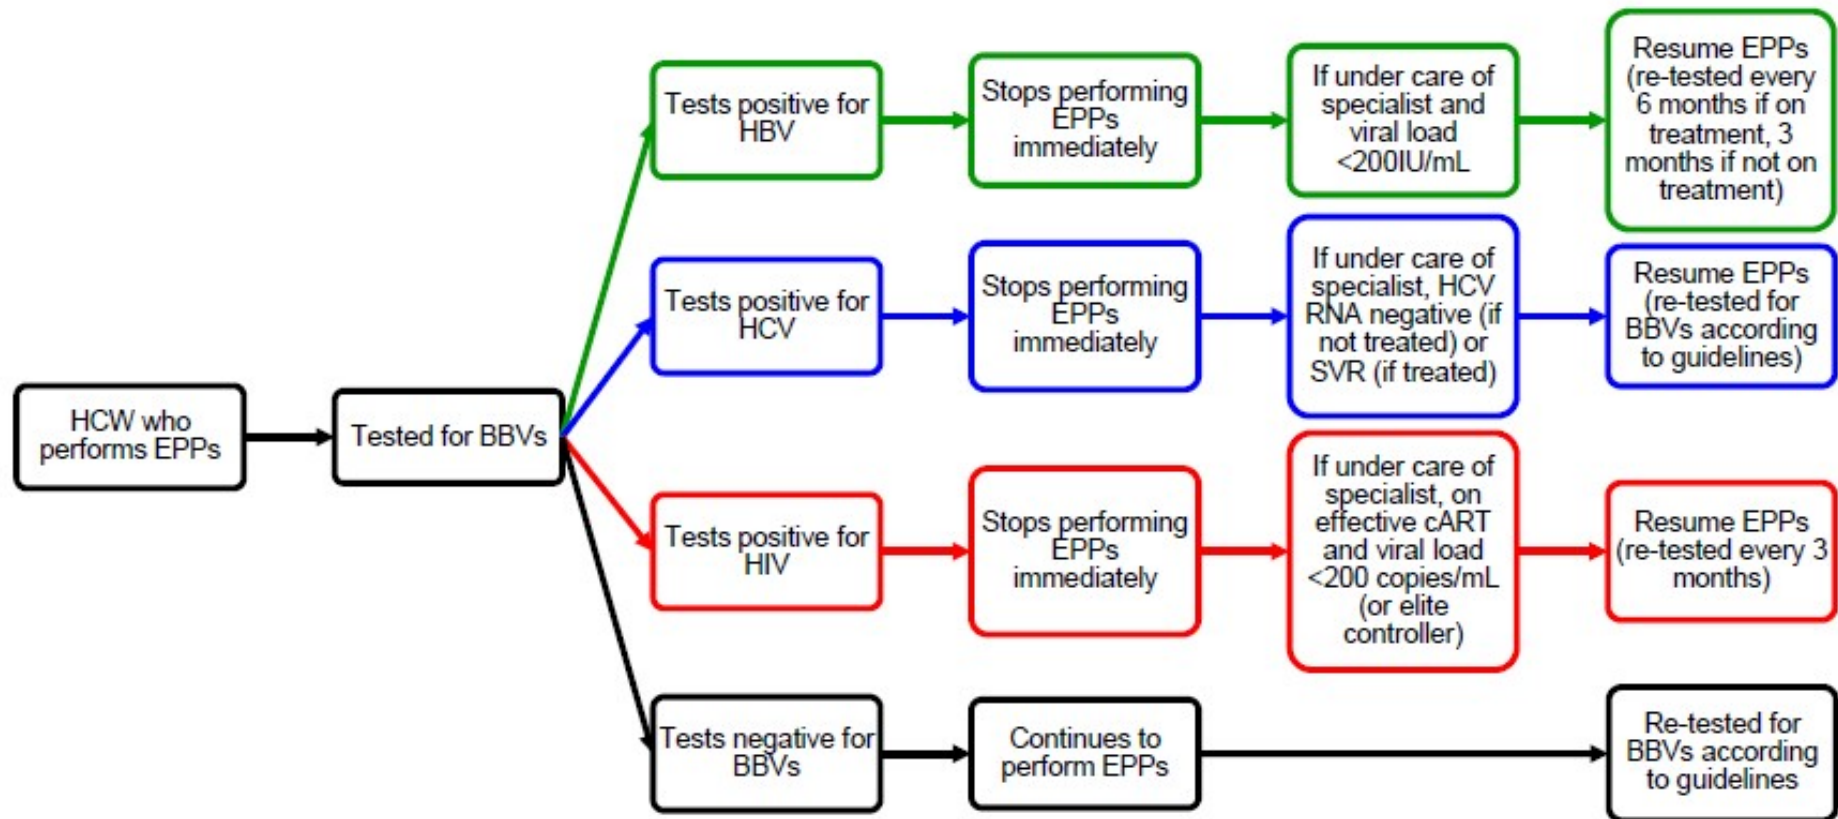 HCW who
performs EPPs
Tested for BBVs
Tests positive for
HBV
Stops performing
EPPs
immediately
If under care of
specialist and
viral load
<200IU/mL
Resume EPPs
(re-tested every
6 months if on
treatment, 3
months if not on
treatment)
Tests positive for
HCV
Stops performing
EPPs
immediately
If under care of
specialist, HCV
RNA negative (if
not treated) or
SVR (if treated)
Resume EPPs
(re-tested for
BBVs according
to guidelines)
Tests positive for
HIV
Stops performing
EPPs
immediately
If under care of
specialist, on
effective cART
and viral load
<200 copies/mL
(or elite
controller)
Resume EPPs
(re-tested every 3
months)
Tests negative for
BBVs
Continues to
perform EPPs
Re-tested for
BBVs according
to guidelines